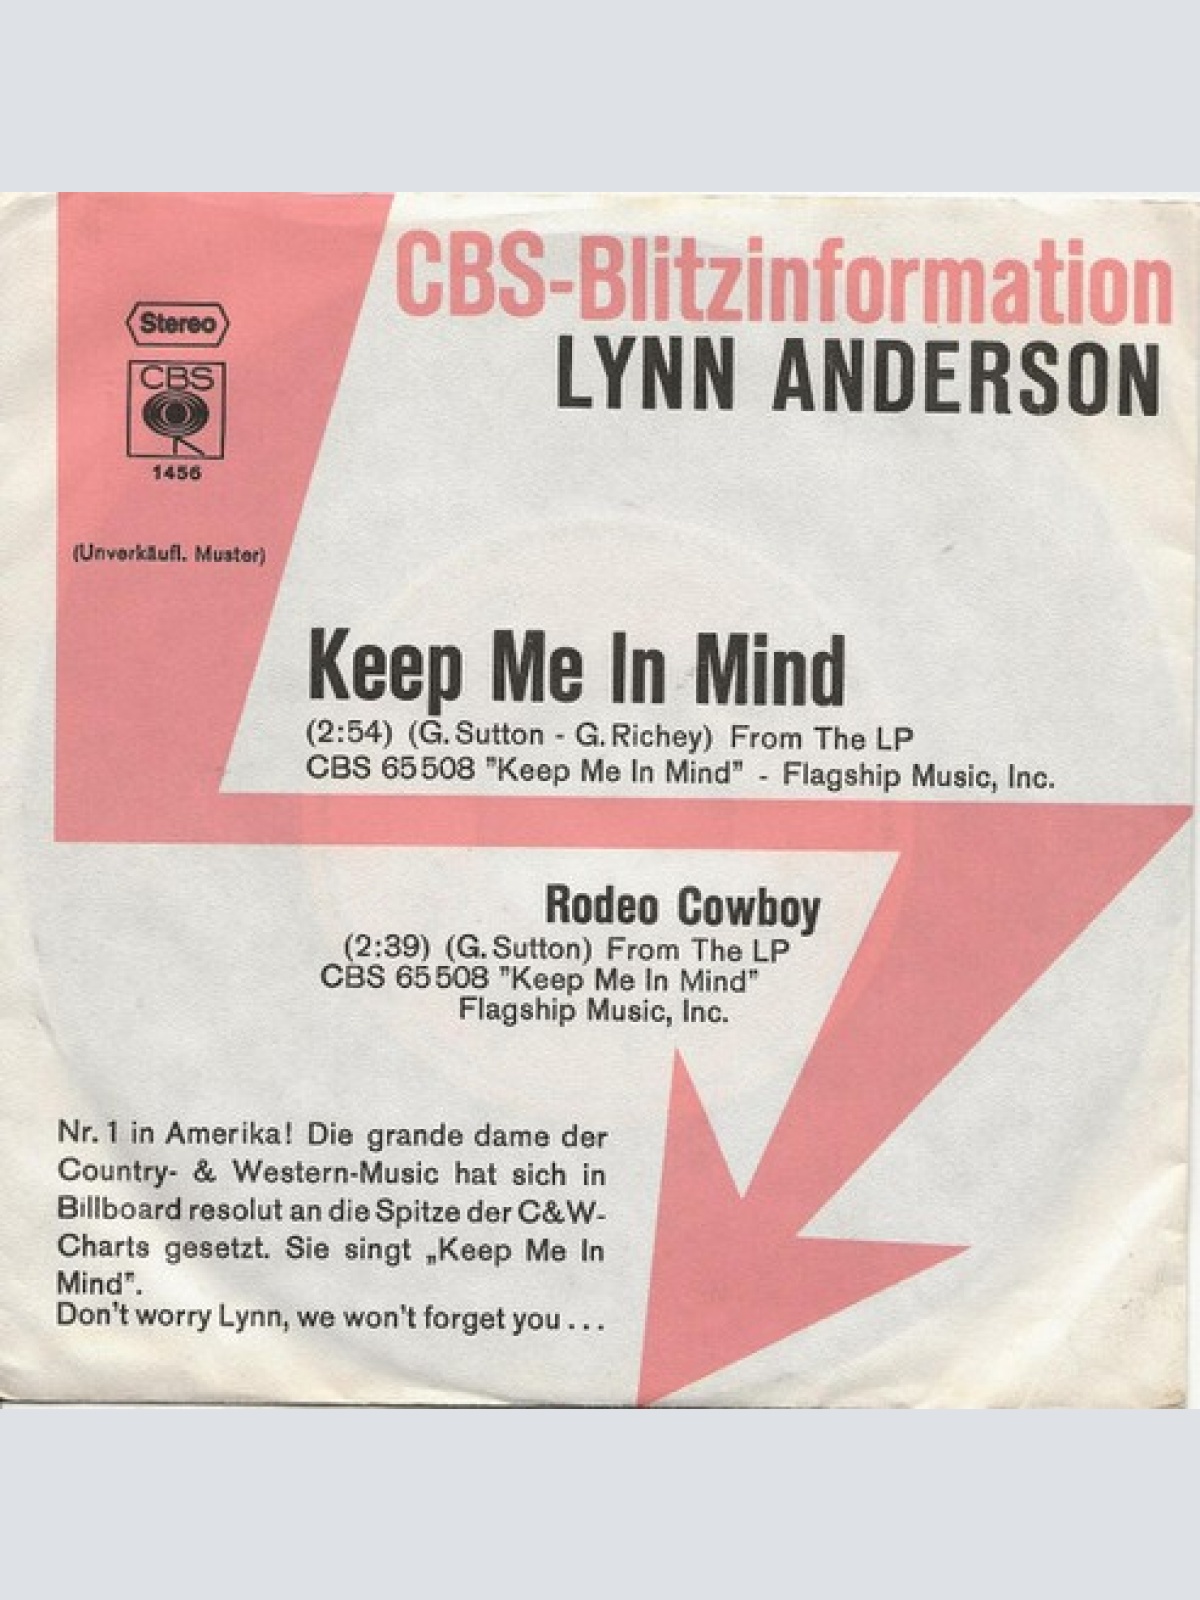 CBS-Blitzinformation
LYNN ANDERSON
Stereo
CBS
1456
(Unverkäufl. Muster)
Keep Me In Mind
(2:54) (G. Sutton - G. Richey) From The LP
CBS 65 508 "Keep Me In Mind" - Flagship Music, Inc.
Rodeo Cowboy
(2:39) (G. Sutton) From The LP
CBS 65 508 "Keep Me In Mind"
Flagship Music, Inc.
Nr. 1 in Amerika! Die grande dame der
Country- & Western-Music hat sich in
Billboard resolut an die Spitze der C&W-
Charts gesetzt. Sie singt „Keep Me In
Mind".
Don't worry Lynn, we won't forget you . . .